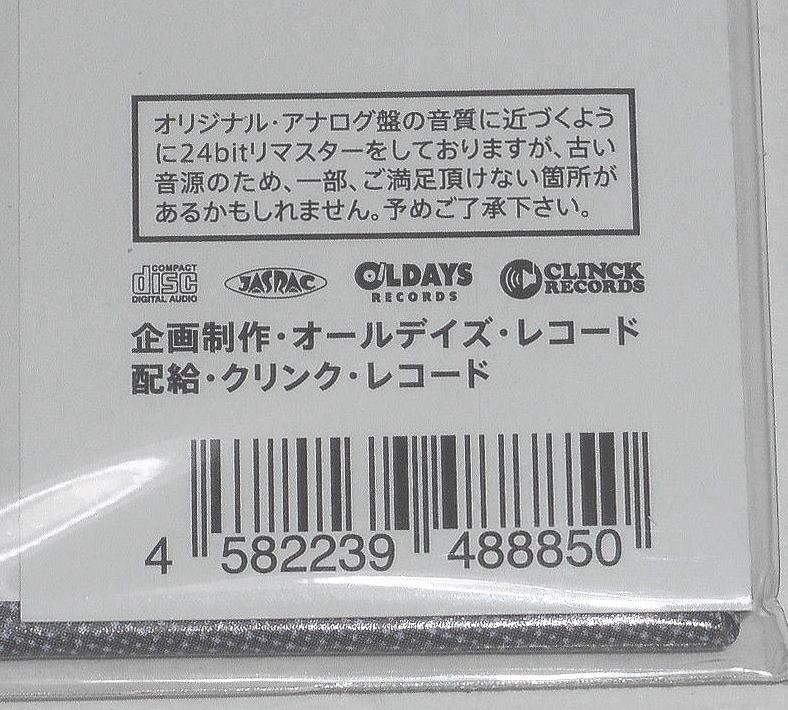 オリジナル・アナログ盤の音質に近づくよう
に24bitリマスターをしておりますが、古い
音源のため、一部、ご満足頂けない箇所が
あるかもしれません。予めご了承下さい。
COMPACT
disc
DIGITAL AUDIO
JASRAC
OLDAYS
RECORDS
CLINCK
RECORDS
企画制作・オールデイズ・レコード
配給・クリンク・レコード
4 582239 488850